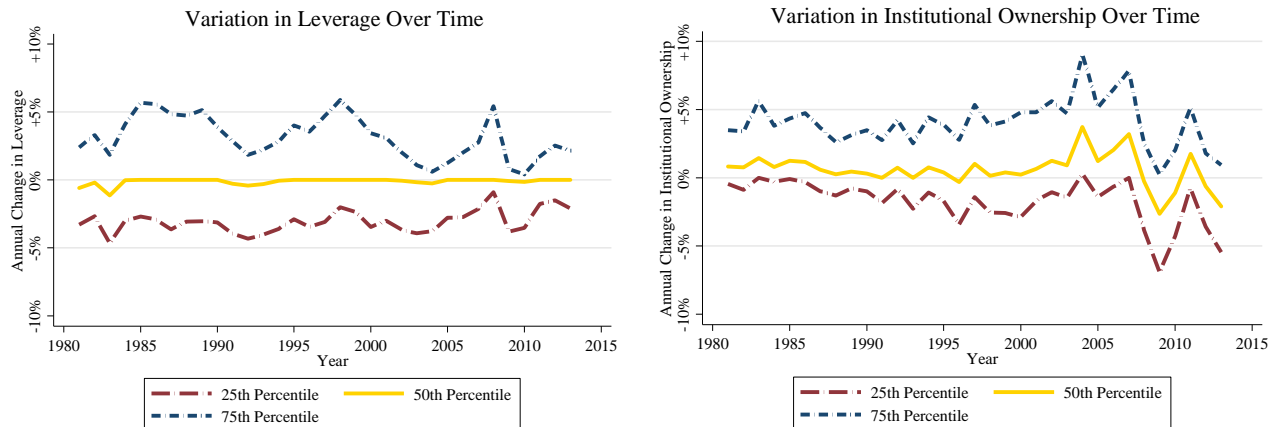 Variation in Leverage Over Time
Annual Change in Leverage
+10%
+5%
0%
-5%
-10%
1980 1985 1990 1995 2000 2005 2010 2015
Year
25th Percentile 50th Percentile
75th Percentile
Variation in Institutional Ownership Over Time
Annual Change in Institutional Ownership
+10%
+5%
0%
-5%
-10%
1980 1985 1990 1995 2000 2005 2010 2015
Year
25th Percentile 50th Percentile
75th Percentile